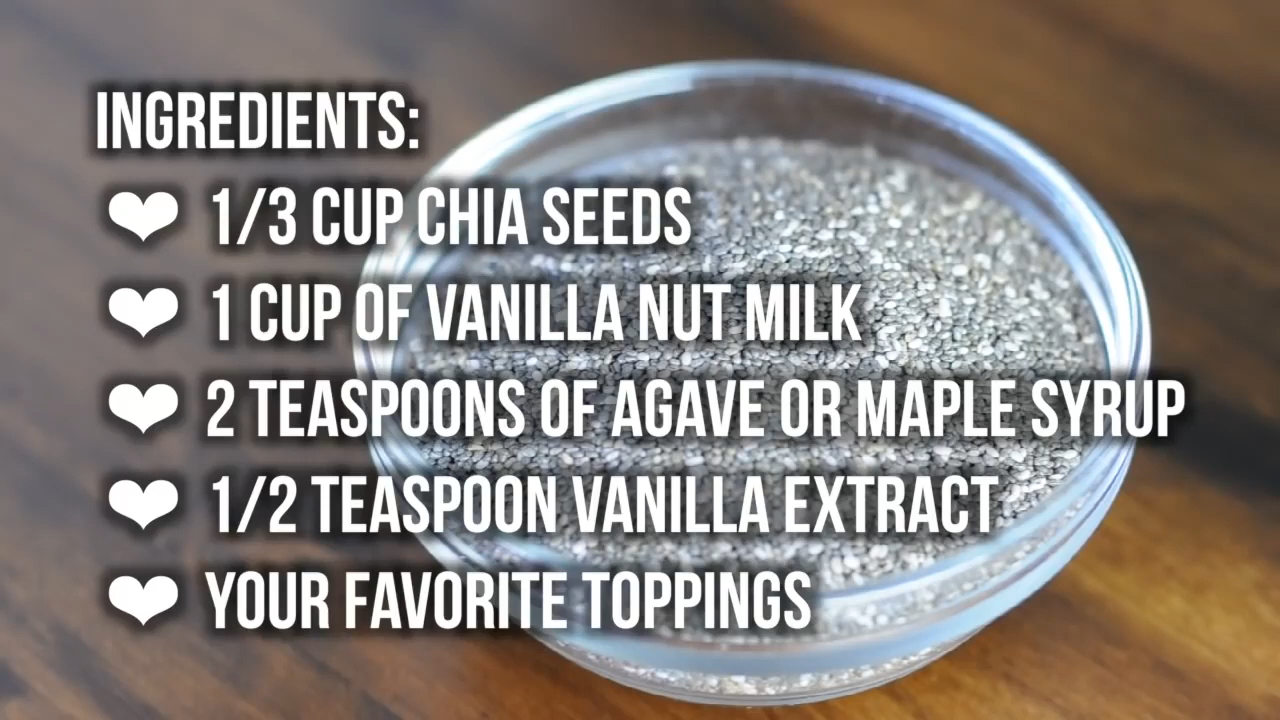 INGREDIENTS:
❤ 1/3 CUP CHIA SEEDS
❤ 1 CUP OF VANILLA NUT MILK
❤ 2 TEASPOONS OF AGAVE OR MAPLE SYRUP
❤ 1/2 TEASPOON VANILLA EXTRACT
❤ YOUR FAVORITE TOPPINGS